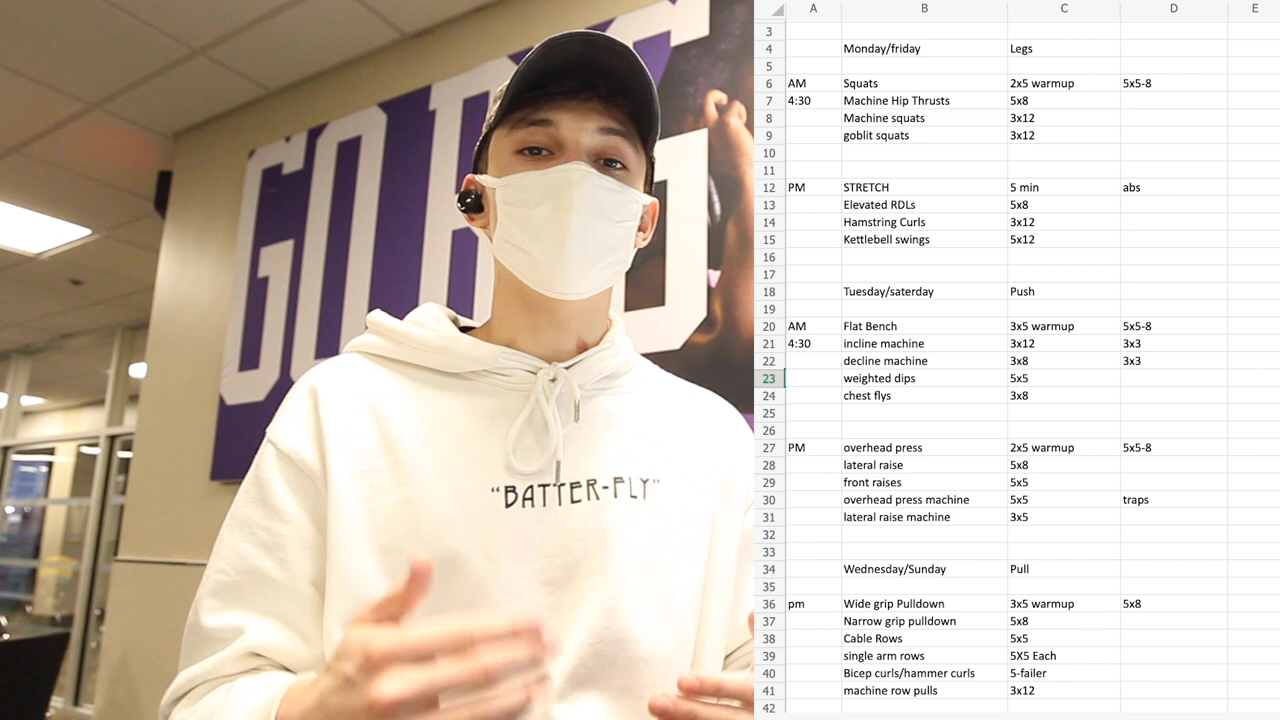 GO
"BATTER-FLY"
A B C D E
3
4 Monday/friday Legs
5
6 AM Squats 2x5 warmup 5x5-8
7 4:30 Machine Hip Thrusts 5x8
8 Machine squats 3x12
9 goblit squats 3x12
10
11
12 PM STRETCH 5 min abs
13 Elevated RDLs 5x8
14 Hamstring Curls 3x12
15 Kettlebell swings 5x12
16
17
18 Tuesday/saterday Push
19
20 AM Flat Bench 3x5 warmup 5x5-8
21 4:30 incline machine 3x12 3x3
22 decline machine 3x8 3x3
23 weighted dips 5x5
24 chest flys 3x8
25
26
27 PM overhead press 2x5 warmup 5x5-8
28 lateral raise 5x8
29 front raises 5x5
30 overhead press machine 5x5 traps
31 lateral raise machine 3x5
32
33
34 Wednesday/Sunday Pull
35
36 pm Wide grip Pulldown 3x5 warmup 5x8
37 Narrow grip pulldown 5x8
38 Cable Rows 5x5
39 single arm rows 5X5 Each
40 Bicep curls/hammer curls 5-failer
41 machine row pulls 3x12
42